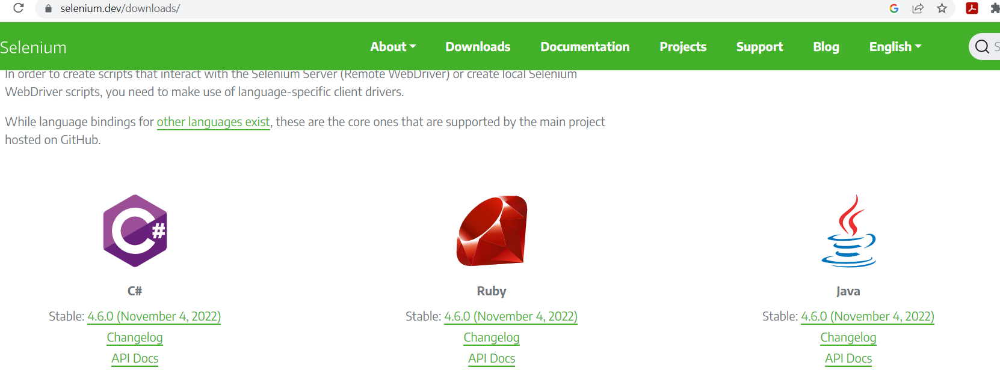 selenium.dev/downloads/
Selenium
About Downloads Documentation Projects Support Blog English S
In order to create scripts that interact with the Selenium Server (Remote WebDriver) or create local Selenium
WebDriver scripts, you need to make use of language-specific client drivers.
While language bindings for other languages exist, these are the core ones that are supported by the main project
hosted on GitHub.
C#
Stable: 4.6.0 (November 4, 2022)
Changelog
API Docs
Ruby
Stable: 4.6.0 (November 4, 2022)
Changelog
API Docs
Java
Stable: 4.6.0 (November 4, 2022)
Changelog
API Docs